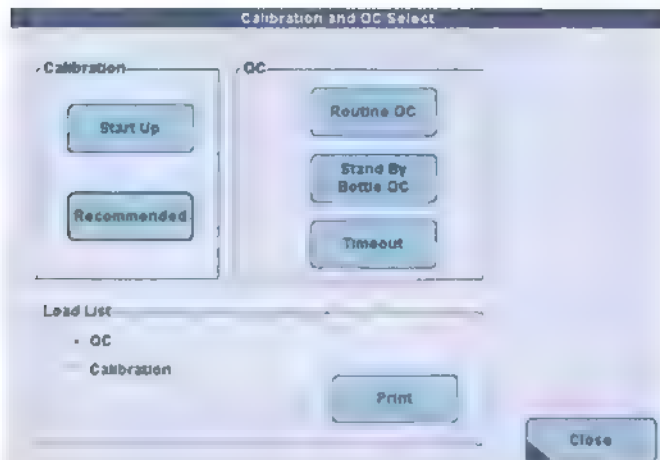 Calibration and QC Select
Calibration
QC
Start Up
Routine QC
Stand By
Bottle QC
Recommended
Timeout
Load List
QC
Calibration
Print
Close